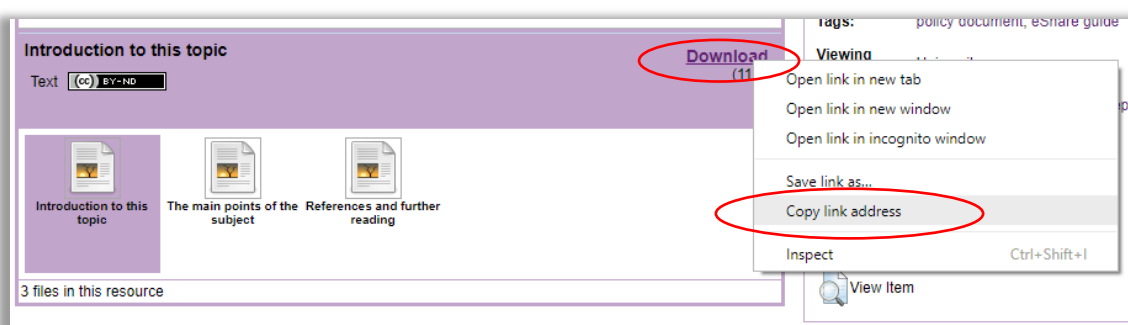 Tags: policy document, eShare guide
Introduction to this topic
Download
(11
Viewing
Text (cc) BY-ND
Open link in new tab
Open link in new window
Open link in incognito window
Save link as...
Copy link address
Inspect Ctrl+Shift+I
Introduction to this topic
The main points of the subject
References and further reading
3 files in this resource
View Item